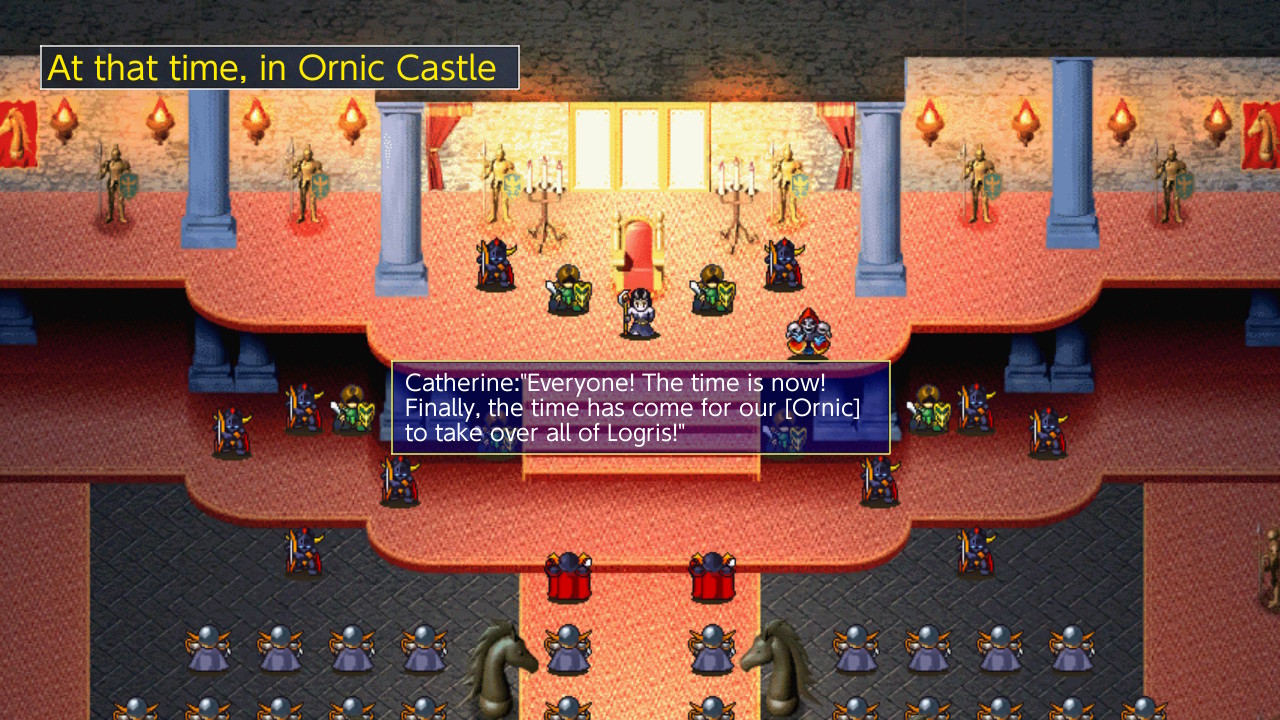 At that time, in Ornic Castle
Catherine:"Everyone! The time is now!
Finally, the time has come for our [Ornic]
to take over all of Logris!"